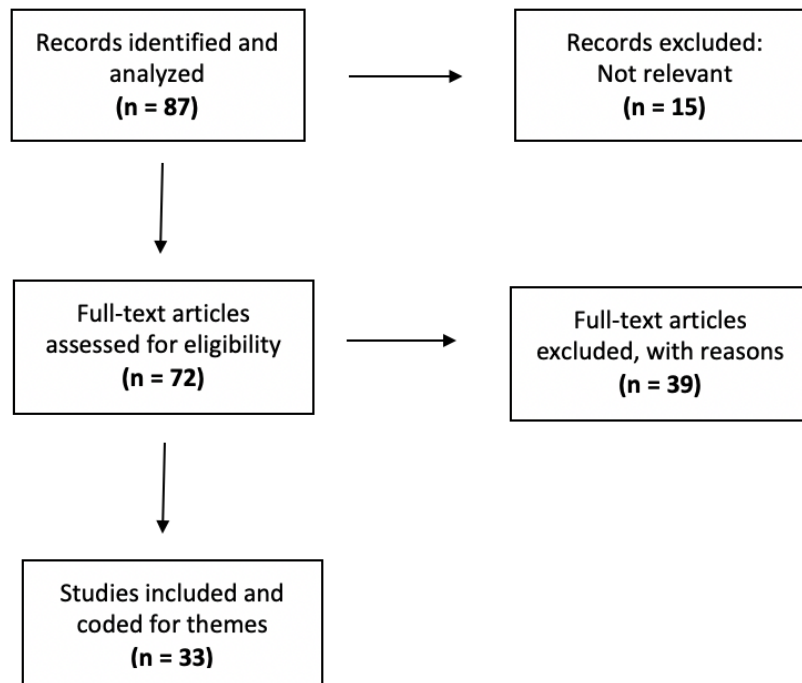 Records identified and
analyzed
(n = 87)
Records excluded:
Not relevant
(n = 15)
Full-text articles
assessed for eligibility
(n = 72)
Full-text articles
excluded, with reasons
(n = 39)
Studies included and
coded for themes
(n = 33)